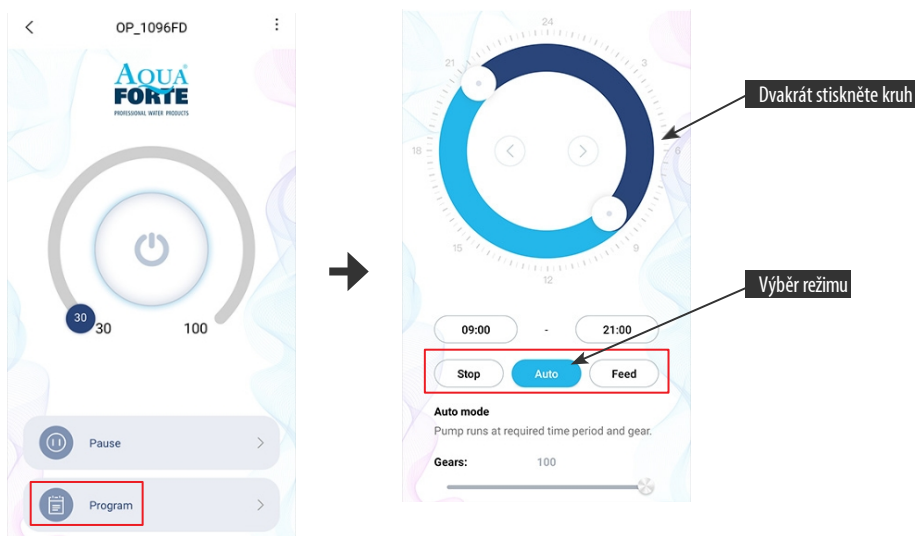 OP_1096FD
AQUA
FORTE
PROFESSIONAL WATER PRODUCTS
30
30
100
Pause
Program
24
21
3
18
6
15
9
12
09:00 - 21:00
Stop Auto Feed
Auto mode
Pump runs at required time period and gear.
Gears: 100
Dvakrát stiskněte kruh
Výběr režimu